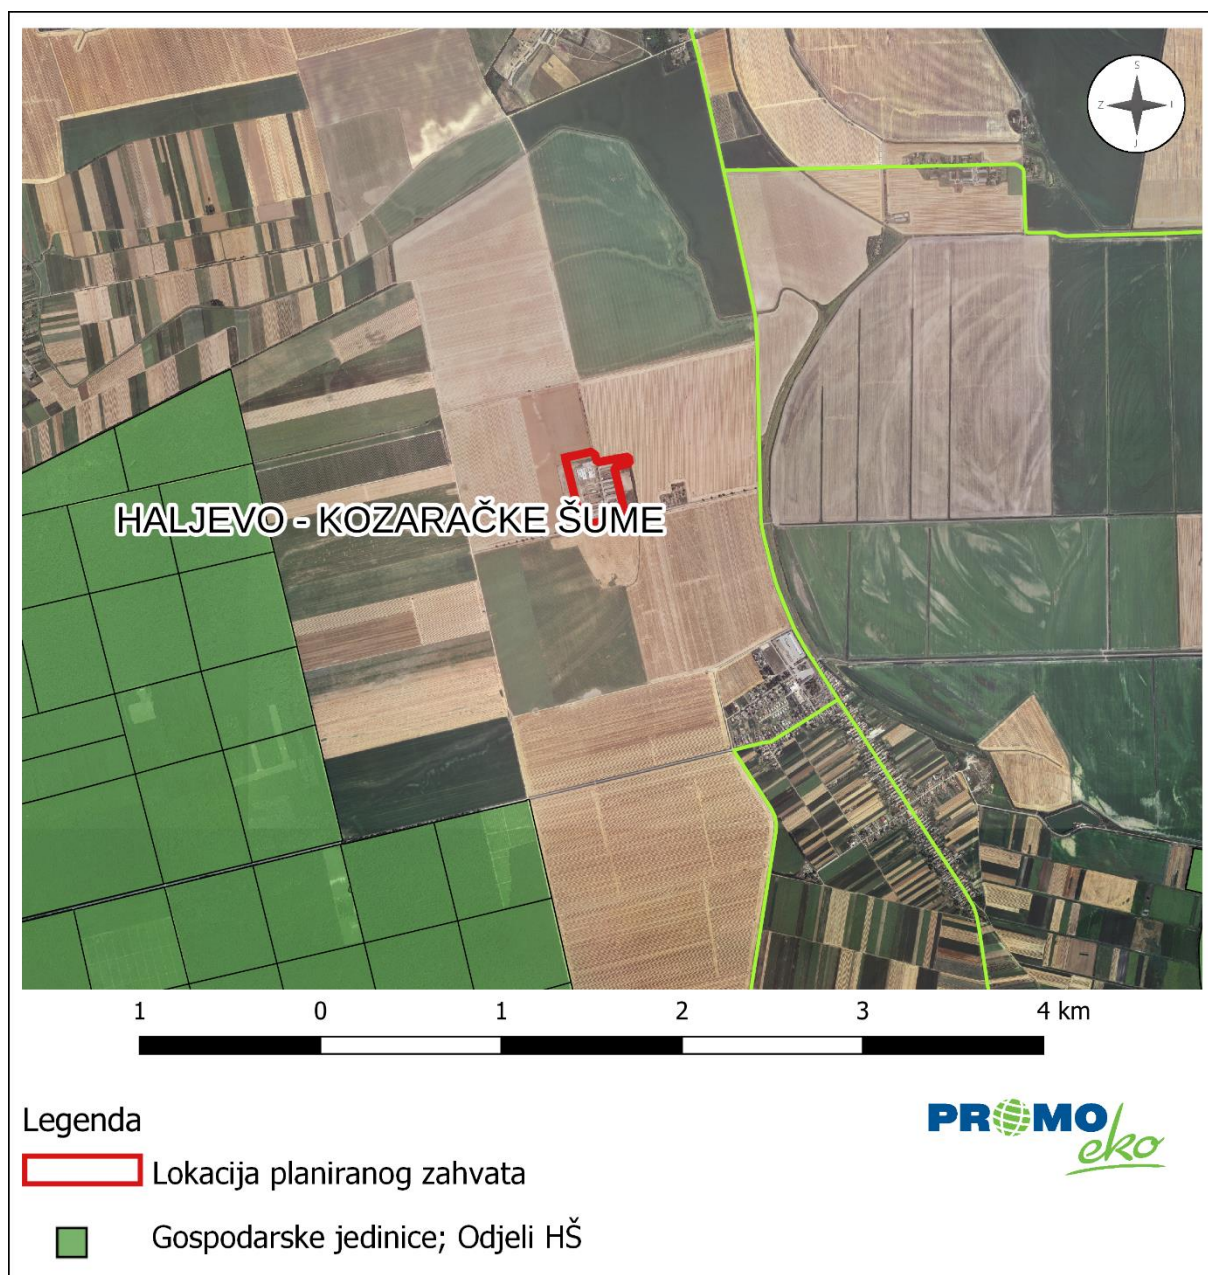 S
Z I
J
HALJEVO - KOZARAČKE ŠUME
1 0 1 2 3 4 km
Legenda
PROMO
eko
Lokacija planiranog zahvata
Gospodarske jedinice; Odjeli HŠ